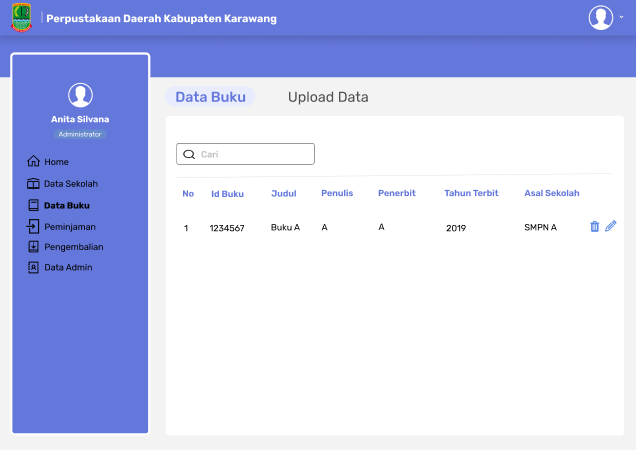 Perpustakaan Daerah Kabupaten Karawang
Anita Silvana
Administrator
Home
Data Sekolah
Data Buku
Peminjaman
Pengembalian
Data Admin
Data Buku Upload Data
Cari
No Id Buku Judul Penulis Penerbit Tahun Terbit Asal Sekolah
1 1234567 Buku A A A 2019 SMPN A